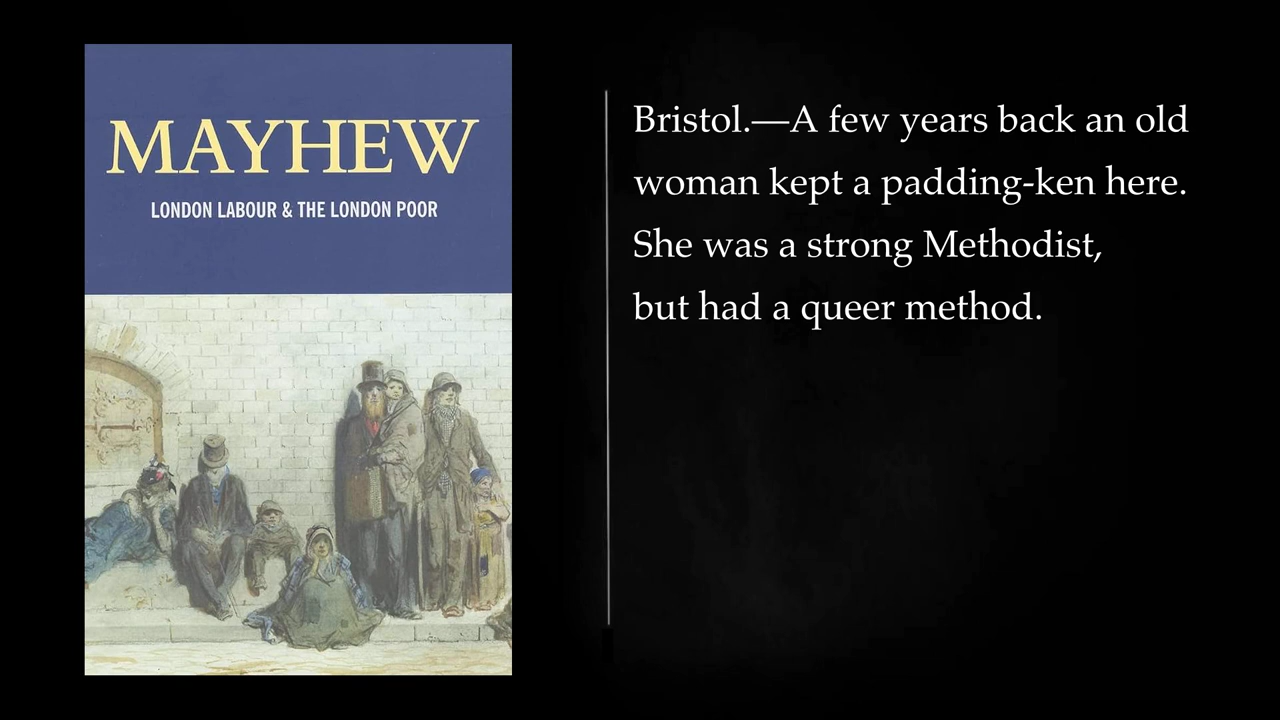 MAYHEW
LONDON LABOUR & THE LONDON POOR
Bristol.—A few years back an old
woman kept a padding-ken here.
She was a strong Methodist,
but had a queer method.